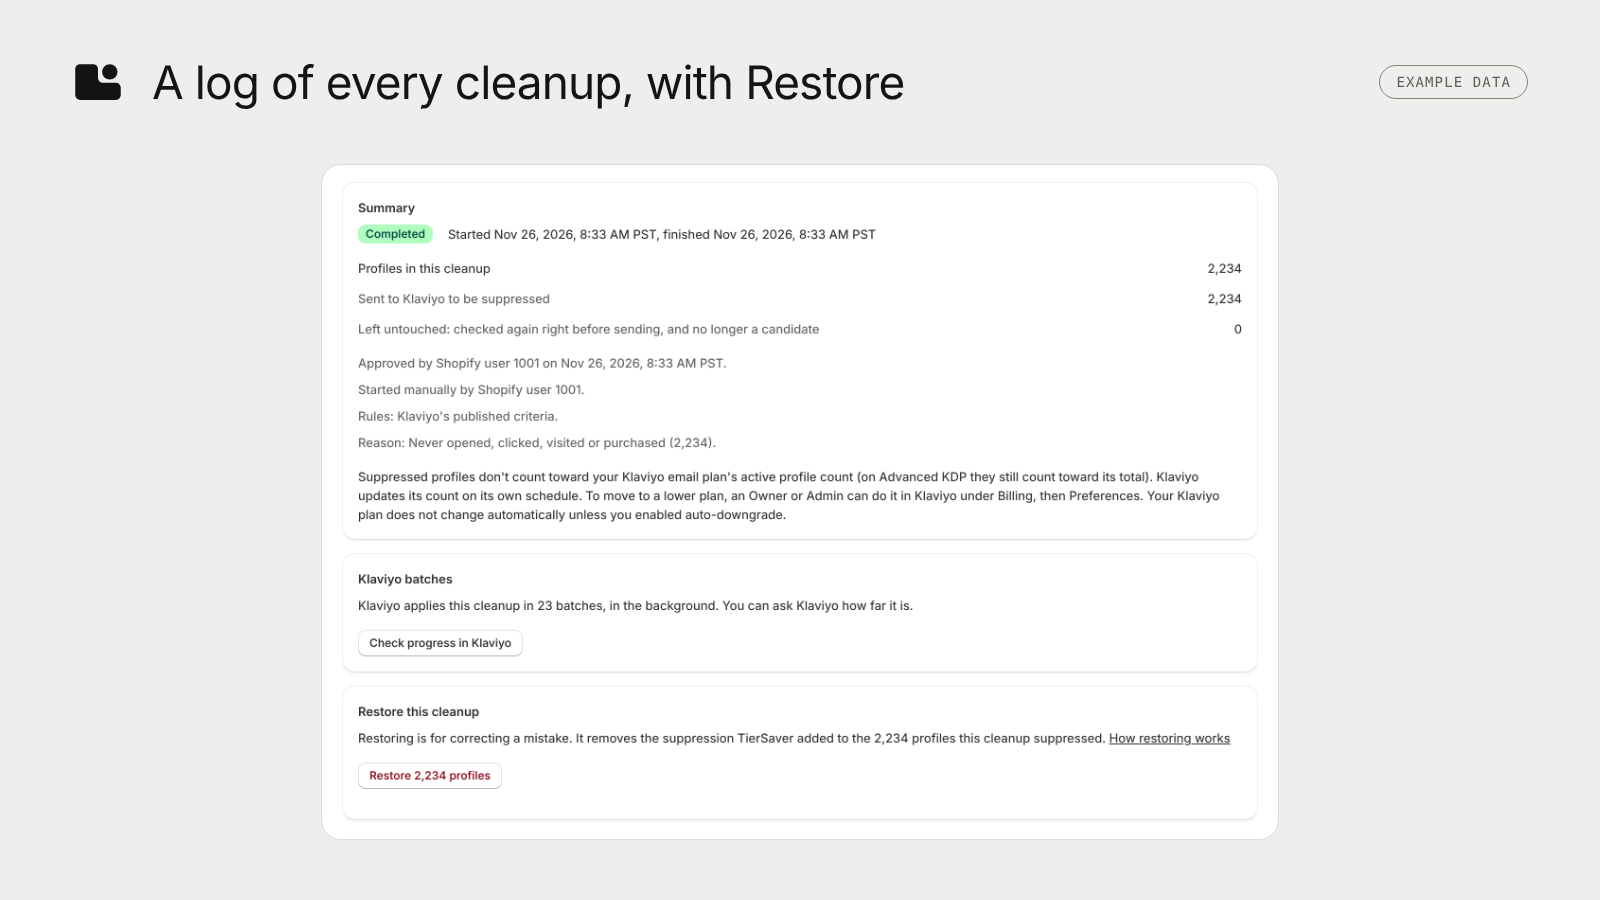 A log of every cleanup, with Restore
EXAMPLE DATA
Summary
Completed
Started Nov 26, 2026, 8:33 AM PST, finished Nov 26, 2026, 8:33 AM PST
Profiles in this cleanup 2,234
Sent to Klaviyo to be suppressed 2,234
Left untouched: checked again right before sending, and no longer a candidate 0
Approved by Shopify user 1001 on Nov 26, 2026, 8:33 AM PST.
Started manually by Shopify user 1001.
Rules: Klaviyo's published criteria.
Reason: Never opened, clicked, visited or purchased (2,234).
Suppressed profiles don't count toward your Klaviyo email plan's active profile count (on Advanced KDP they still count toward its total). Klaviyo
updates its count on its own schedule. To move to a lower plan, an Owner or Admin can do it in Klaviyo under Billing, then Preferences. Your Klaviyo
plan does not change automatically unless you enabled auto-downgrade.
Klaviyo batches
Klaviyo applies this cleanup in 23 batches, in the background. You can ask Klaviyo how far it is.
Check progress in Klaviyo
Restore this cleanup
Restoring is for correcting a mistake. It removes the suppression TierSaver added to the 2,234 profiles this cleanup suppressed. How restoring works
Restore 2,234 profiles